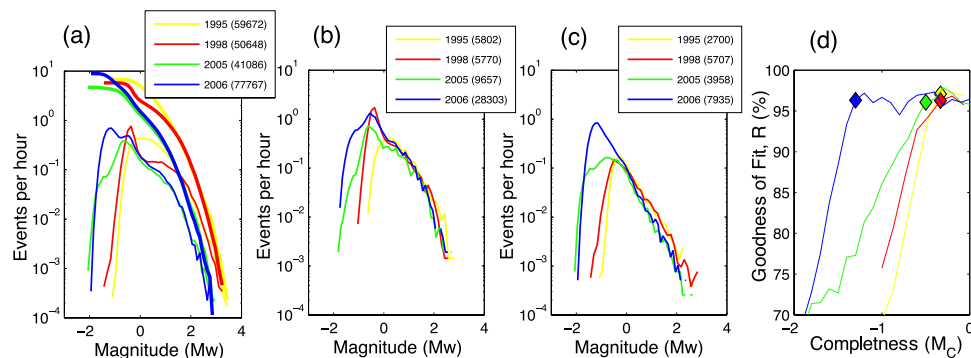 (a)
1995 (59672)
1998 (50648)
2005 (41086)
2006 (77767)
Events per hour
10^1
10^0
10^-1
10^-2
10^-3
10^-4
-2 0 2 4
Magnitude (Mw)
(b)
1995 (5802)
1998 (5770)
2005 (9657)
2006 (28303)
Events per hour
10^1
10^0
10^-1
10^-2
10^-3
10^-4
-2 0 2 4
Magnitude (Mw)
(c)
1995 (2700)
1998 (5707)
2005 (3958)
2006 (7935)
Events per hour
10^1
10^0
10^-1
10^-2
10^-3
10^-4
-2 0 2 4
Magnitude (Mw)
(d)
Goodness of Fit, R (%)
100
95
90
85
80
75
70
-2 -1 0
Completness (M_C)